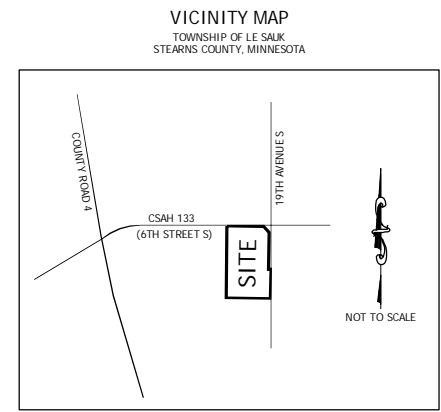 VICINITY MAP
TOWNSHIP OF LE SAUK
STEARNS COUNTY, MINNESOTA
COUNTY ROAD 4
19TH AVENUE S
CSAH 133
(6TH STREET S)
SITE
NOT TO SCALE